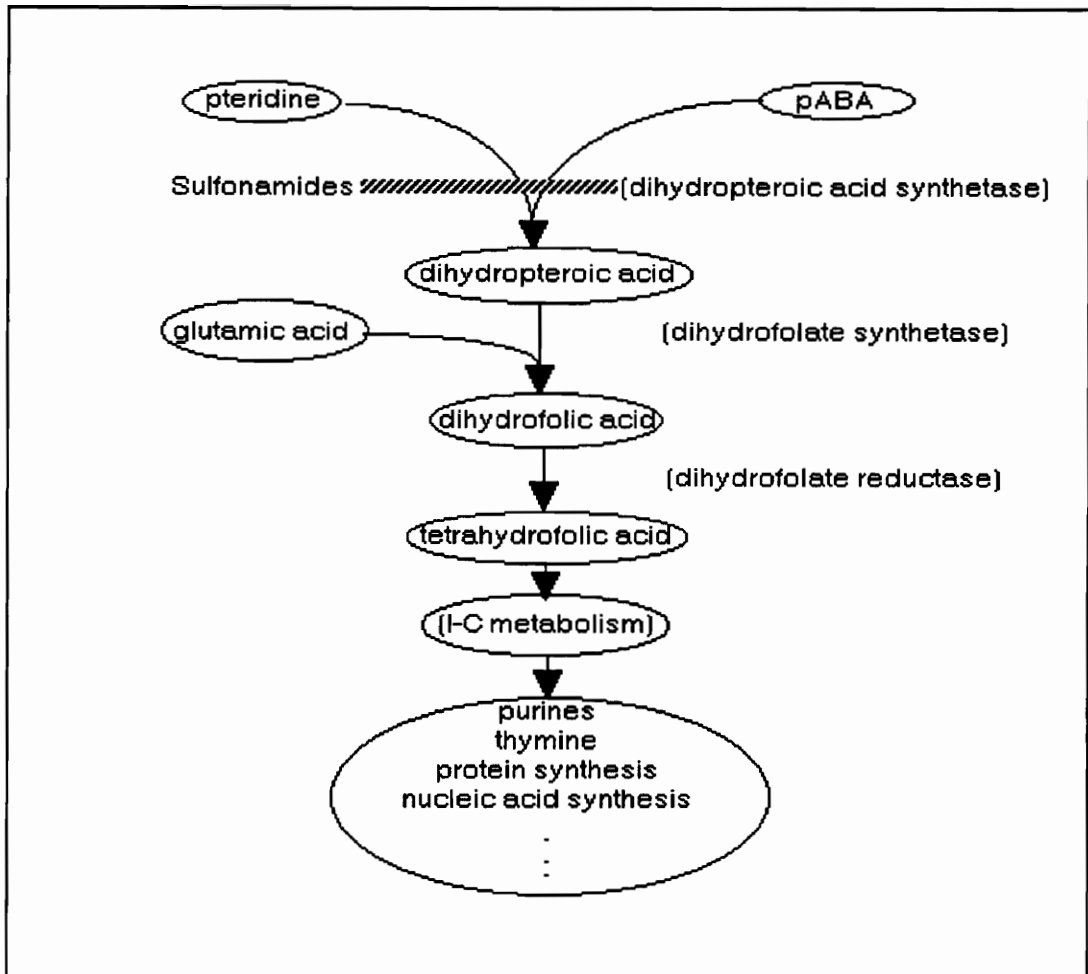 pteridine
pABA
Sulfonamides
(dihydropteroic acid synthetase)
dihydropteroic acid
glutamic acid
(dihydrofolate synthetase)
dihydrofolic acid
(dihydrofolate reductase)
tetrahydrofolic acid
(I-C metabolism)
purines
thymine
protein synthesis
nucleic acid synthesis
.
.
.